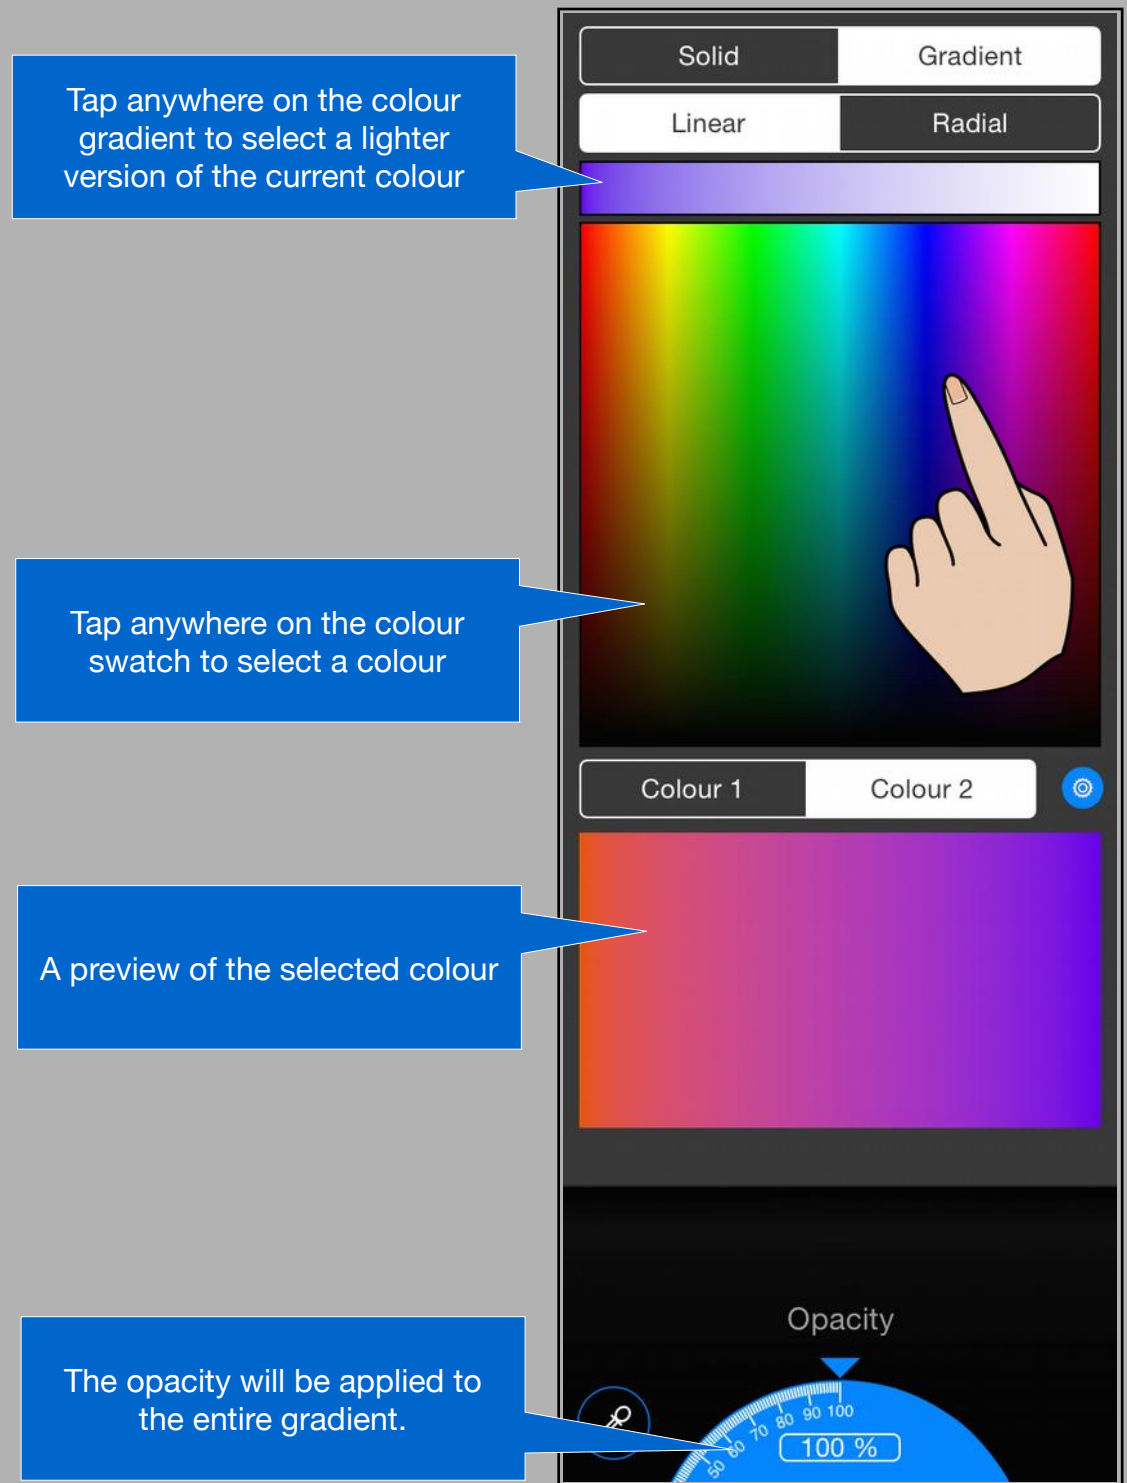 Solid Gradient
Tap anywhere on the colour
gradient to select a lighter
version of the current colour
Linear Radial
Tap anywhere on the colour
swatch to select a colour
Colour 1 Colour 2
A preview of the selected colour
Opacity
The opacity will be applied to
the entire gradient.
50 60 70 80 90 100
100 %